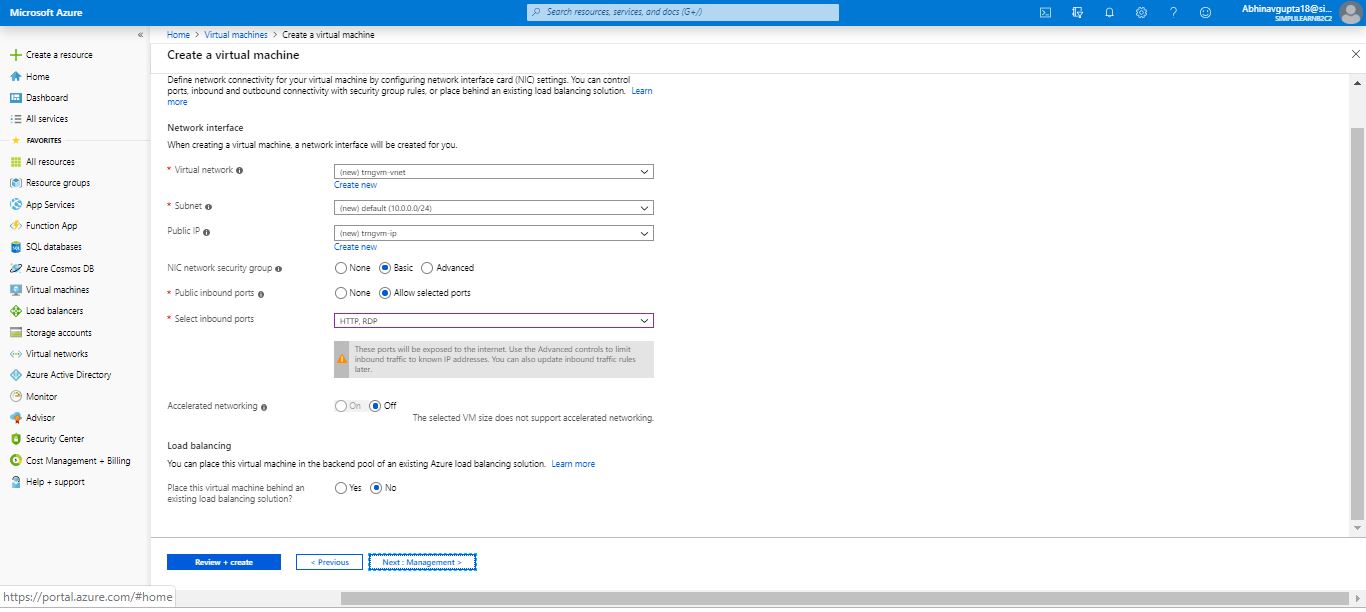 Microsoft Azure
Search resources, services, and docs (G+/)
Abhinavgupta18@si...
SIMPLILEARNB2C2
«
Create a resource
Home
Dashboard
All services
FAVORITES
All resources
Resource groups
App Services
Function App
SQL databases
Azure Cosmos DB
Virtual machines
Load balancers
Storage accounts
Virtual networks
Azure Active Directory
Monitor
Advisor
Security Center
Cost Management + Billing
Help + support
Home > Virtual machines > Create a virtual machine
Create a virtual machine
Define network connectivity for your virtual machine by configuring network interface card (NIC) settings. You can control
ports, inbound and outbound connectivity with security group rules, or place behind an existing load balancing solution. Learn
more
Network interface
When creating a virtual machine, a network interface will be created for you.
* Virtual network
(new) trngvm-vnet
Create new
* Subnet
(new) default (10.0.0.0/24)
Public IP
(new) trngvm-ip
Create new
NIC network security group
None Basic Advanced
* Public inbound ports
None Allow selected ports
* Select inbound ports
HTTP, RDP
These ports will be exposed to the internet. Use the Advanced controls to limit
inbound traffic to known IP addresses. You can also update inbound traffic rules
later.
Accelerated networking
On Off
The selected VM size does not support accelerated networking.
Load balancing
You can place this virtual machine in the backend pool of an existing Azure load balancing solution. Learn more
Place this virtual machine behind an
existing load balancing solution?
Yes No
Review + create
< Previous
Next : Management >
https://portal.azure.com/#home